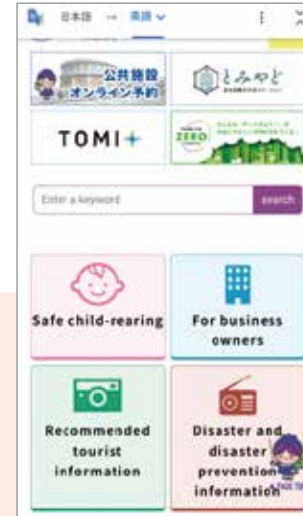 日本語 → 英語
公共施設
オンライン予約
とみやど
TOMI+
ZERO
Enter a keyword
search
Safe child-rearing
For business
owners
Recommended
tourist
information
Disaster and
disaster
prevention
information